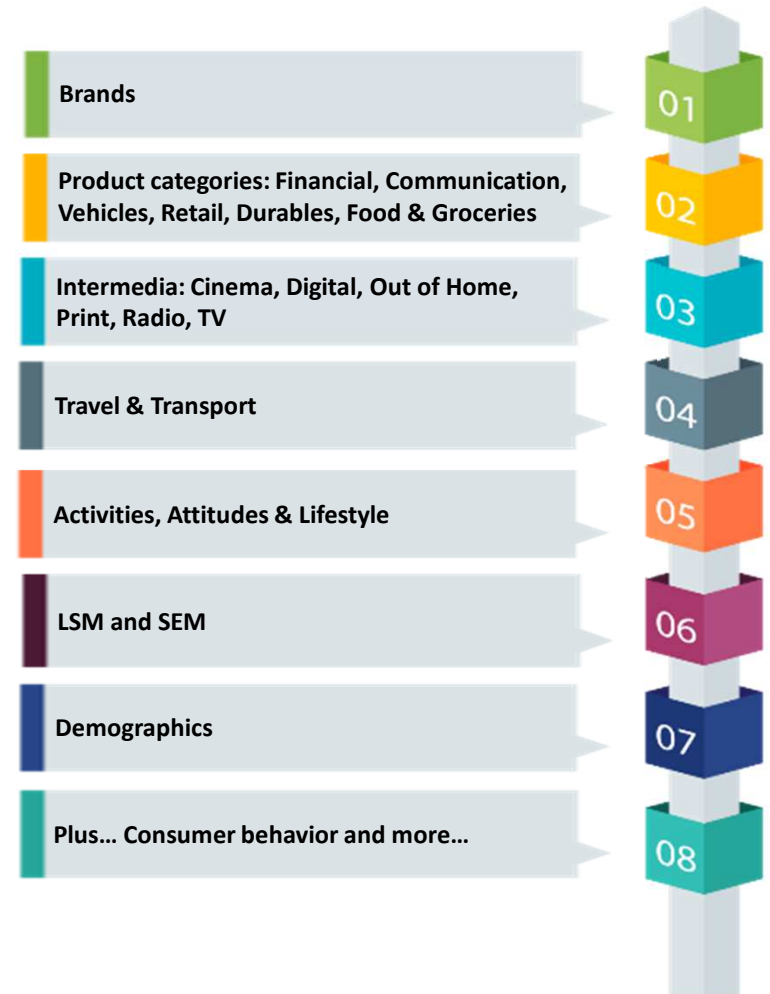 Brands
01
Product categories: Financial, Communication,
Vehicles, Retail, Durables, Food & Groceries
02
Intermedia: Cinema, Digital, Out of Home,
Print, Radio, TV
03
Travel & Transport
04
Activities, Attitudes & Lifestyle
05
LSM and SEM
06
Demographics
07
Plus… Consumer behavior and more…
08